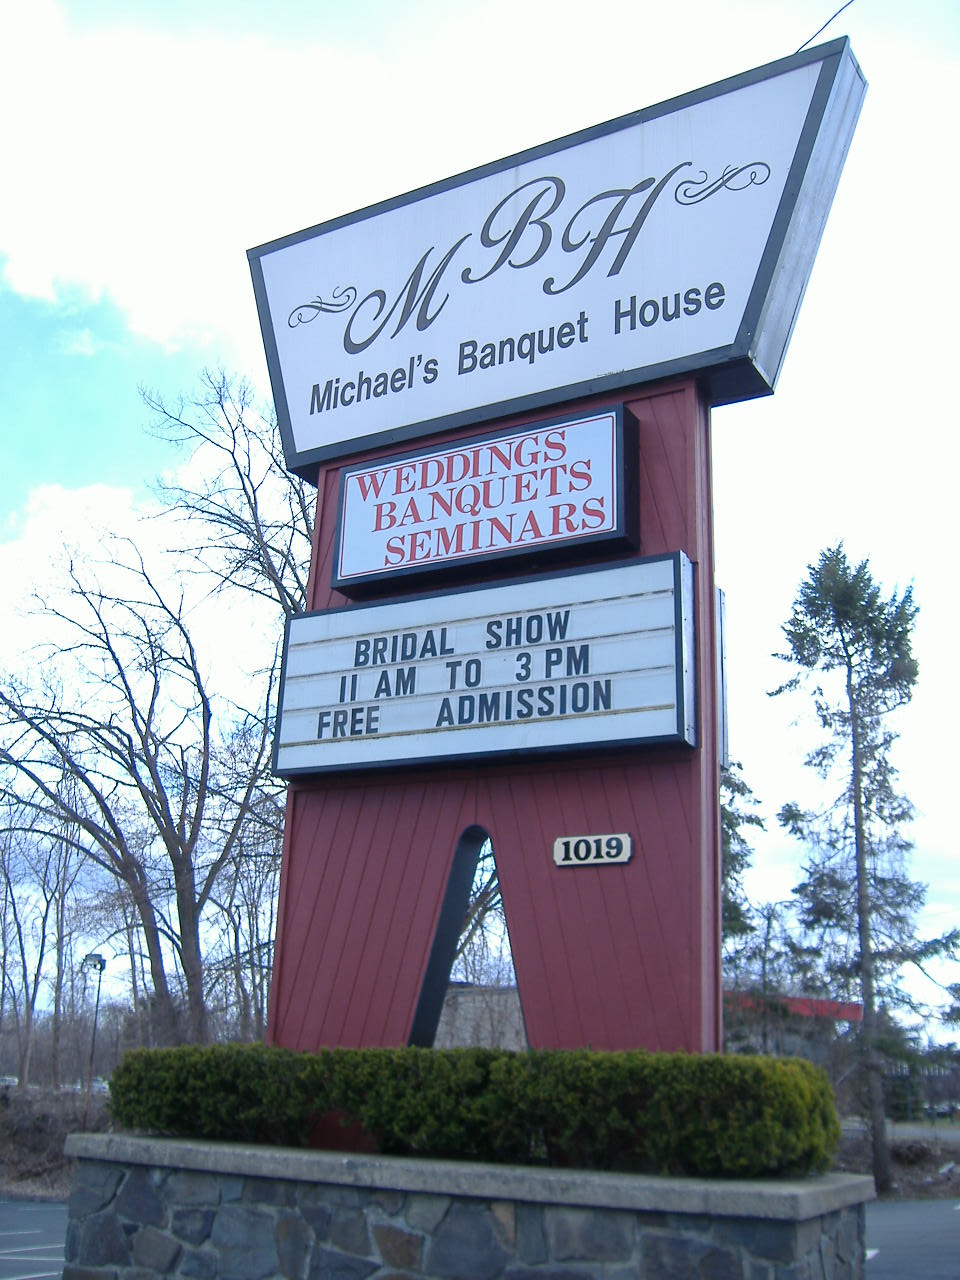 MBH
Michael's Banquet House
WEDDINGS
BANQUETS
SEMINARS
BRIDAL SHOW
11 AM TO 3 PM
FREE ADMISSION
1019